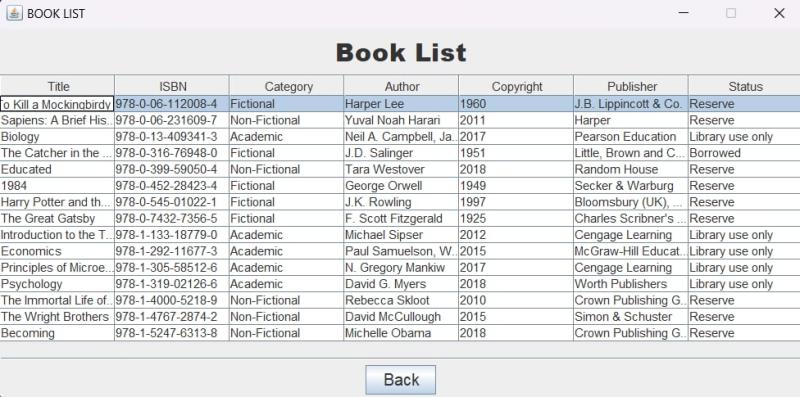 BOOK LIST
Book List
Title ISBN Category Author Copyright Publisher Status
o Kill a Mockingbirdy 978-0-06-112008-4 Fictional Harper Lee 1960 J.B. Lippincott & Co. Reserve
Sapiens: A Brief His... 978-0-06-231609-7 Non-Fictional Yuval Noah Harari 2011 Harper Reserve
Biology 978-0-13-409341-3 Academic Neil A. Campbell, Ja... 2017 Pearson Education Library use only
The Catcher in the ... 978-0-316-76948-0 Fictional J.D. Salinger 1951 Little, Brown and C... Borrowed
Educated 978-0-399-59050-4 Non-Fictional Tara Westover 2018 Random House Reserve
1984 978-0-452-28423-4 Fictional George Orwell 1949 Secker & Warburg Reserve
Harry Potter and th... 978-0-545-01022-1 Fictional J.K. Rowling 1997 Bloomsbury (UK), ... Reserve
The Great Gatsby 978-0-7432-7356-5 Fictional F. Scott Fitzgerald 1925 Charles Scribner's ... Reserve
Introduction to the T... 978-1-133-18779-0 Academic Michael Sipser 2012 Cengage Learning Library use only
Economics 978-1-292-11677-3 Academic Paul Samuelson, W... 2015 McGraw-Hill Educat... Library use only
Principles of Microe... 978-1-305-58512-6 Academic N. Gregory Mankiw 2017 Cengage Learning Library use only
Psychology 978-1-319-02126-6 Academic David G. Myers 2018 Worth Publishers Library use only
The Immortal Life of... 978-1-4000-5218-9 Non-Fictional Rebecca Skloot 2010 Crown Publishing G... Reserve
The Wright Brothers 978-1-4767-2874-2 Non-Fictional David McCullough 2015 Simon & Schuster Reserve
Becoming 978-1-5247-6313-8 Non-Fictional Michelle Obama 2018 Crown Publishing G... Reserve
Back